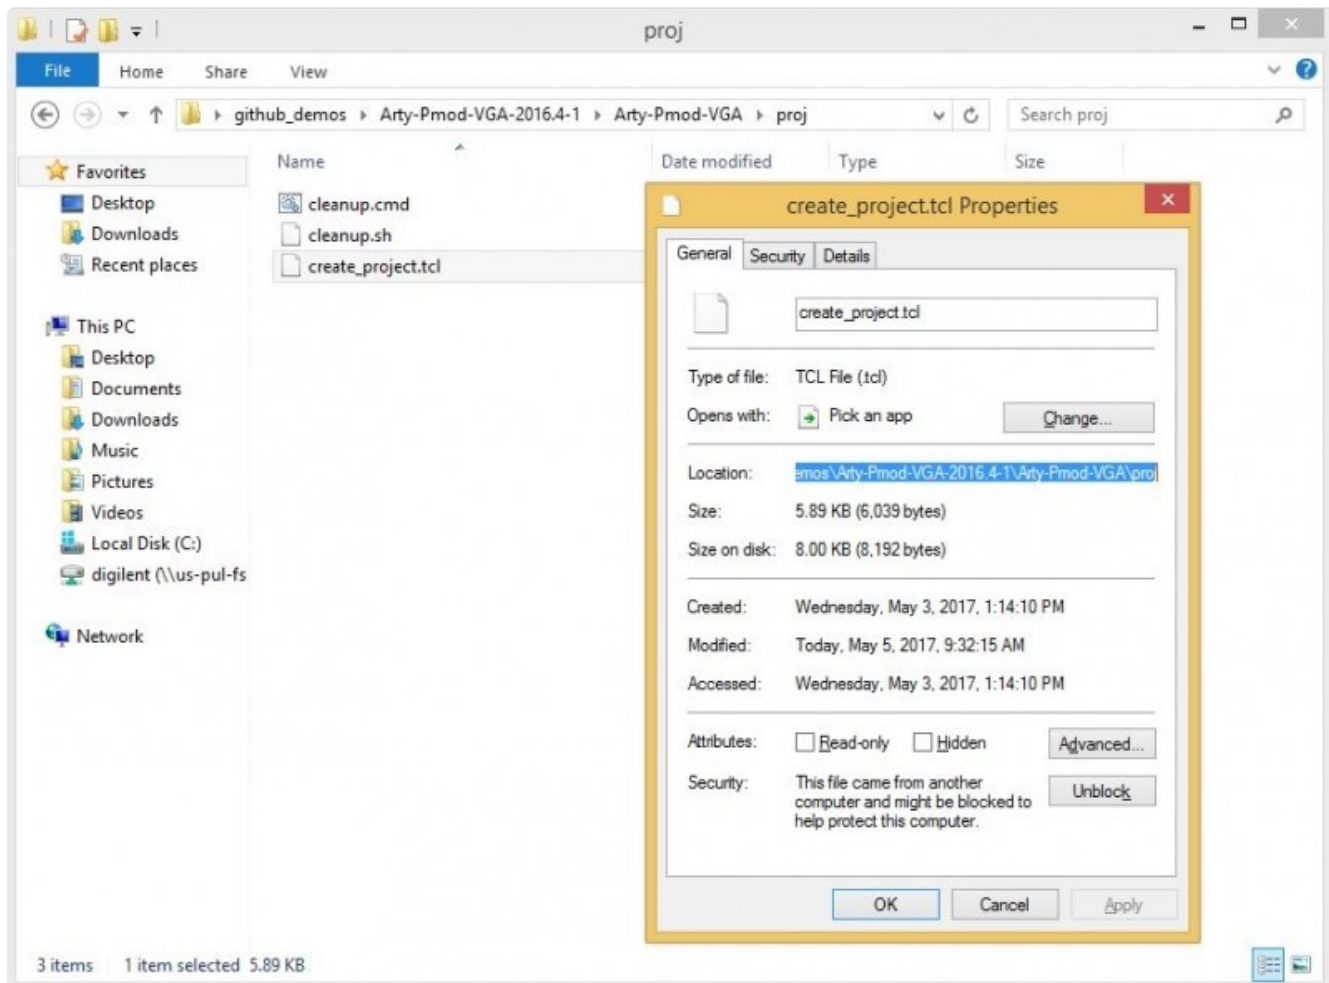 proj
File Home Share View
github_demos Arty-Pmod-VGA-2016.4-1 Arty-Pmod-VGA proj
Search proj
Favorites
Desktop
Downloads
Recent places
This PC
Desktop
Documents
Downloads
Music
Pictures
Videos
Local Disk (C:)
digilent (\\us-pul-fs
Network
Name Date modified Type Size
cleanup.cmd
cleanup.sh
create_project.tcl
create_project.tcl Properties
General Security Details
create_project.tcl
Type of file: TCL File (.tcl)
Opens with: Pick an app Change...
Location: emos\Arty-Pmod-VGA-2016.4-1\Arty-Pmod-VGA\proj
Size: 5.89 KB (6,039 bytes)
Size on disk: 8.00 KB (8,192 bytes)
Created: Wednesday, May 3, 2017, 1:14:10 PM
Modified: Today, May 5, 2017, 9:32:15 AM
Accessed: Wednesday, May 3, 2017, 1:14:10 PM
Attributes: Read-only Hidden Advanced...
Security: This file came from another
computer and might be blocked to
help protect this computer.
Unblock
OK Cancel Apply
3 items 1 item selected 5.89 KB